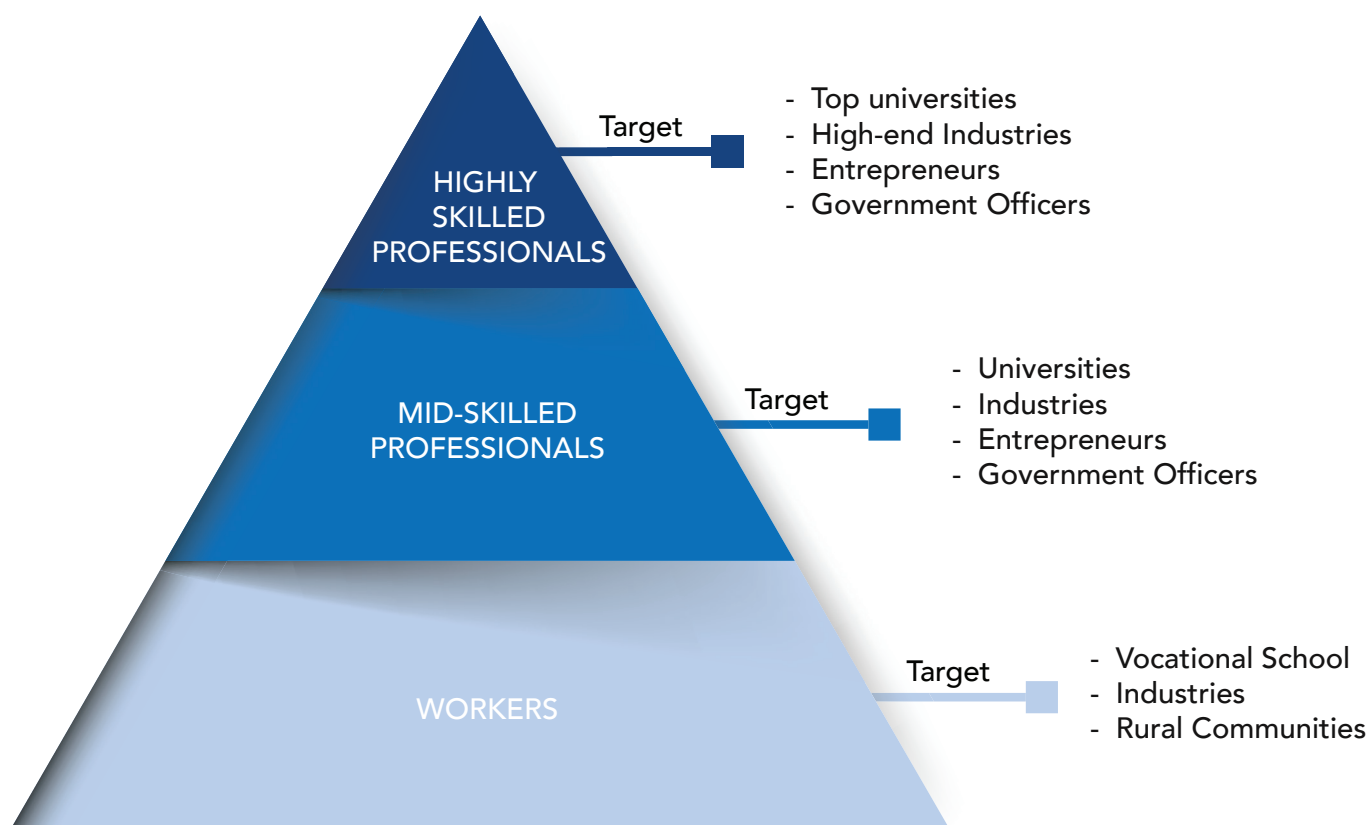 Target
- Top universities
- High-end Industries
- Entrepreneurs
- Government Officers
HIGHLY
SKILLED
PROFESSIONALS
Target
- Universities
- Industries
- Entrepreneurs
- Government Officers
MID-SKILLED
PROFESSIONALS
Target
- Vocational School
- Industries
- Rural Communities
WORKERS